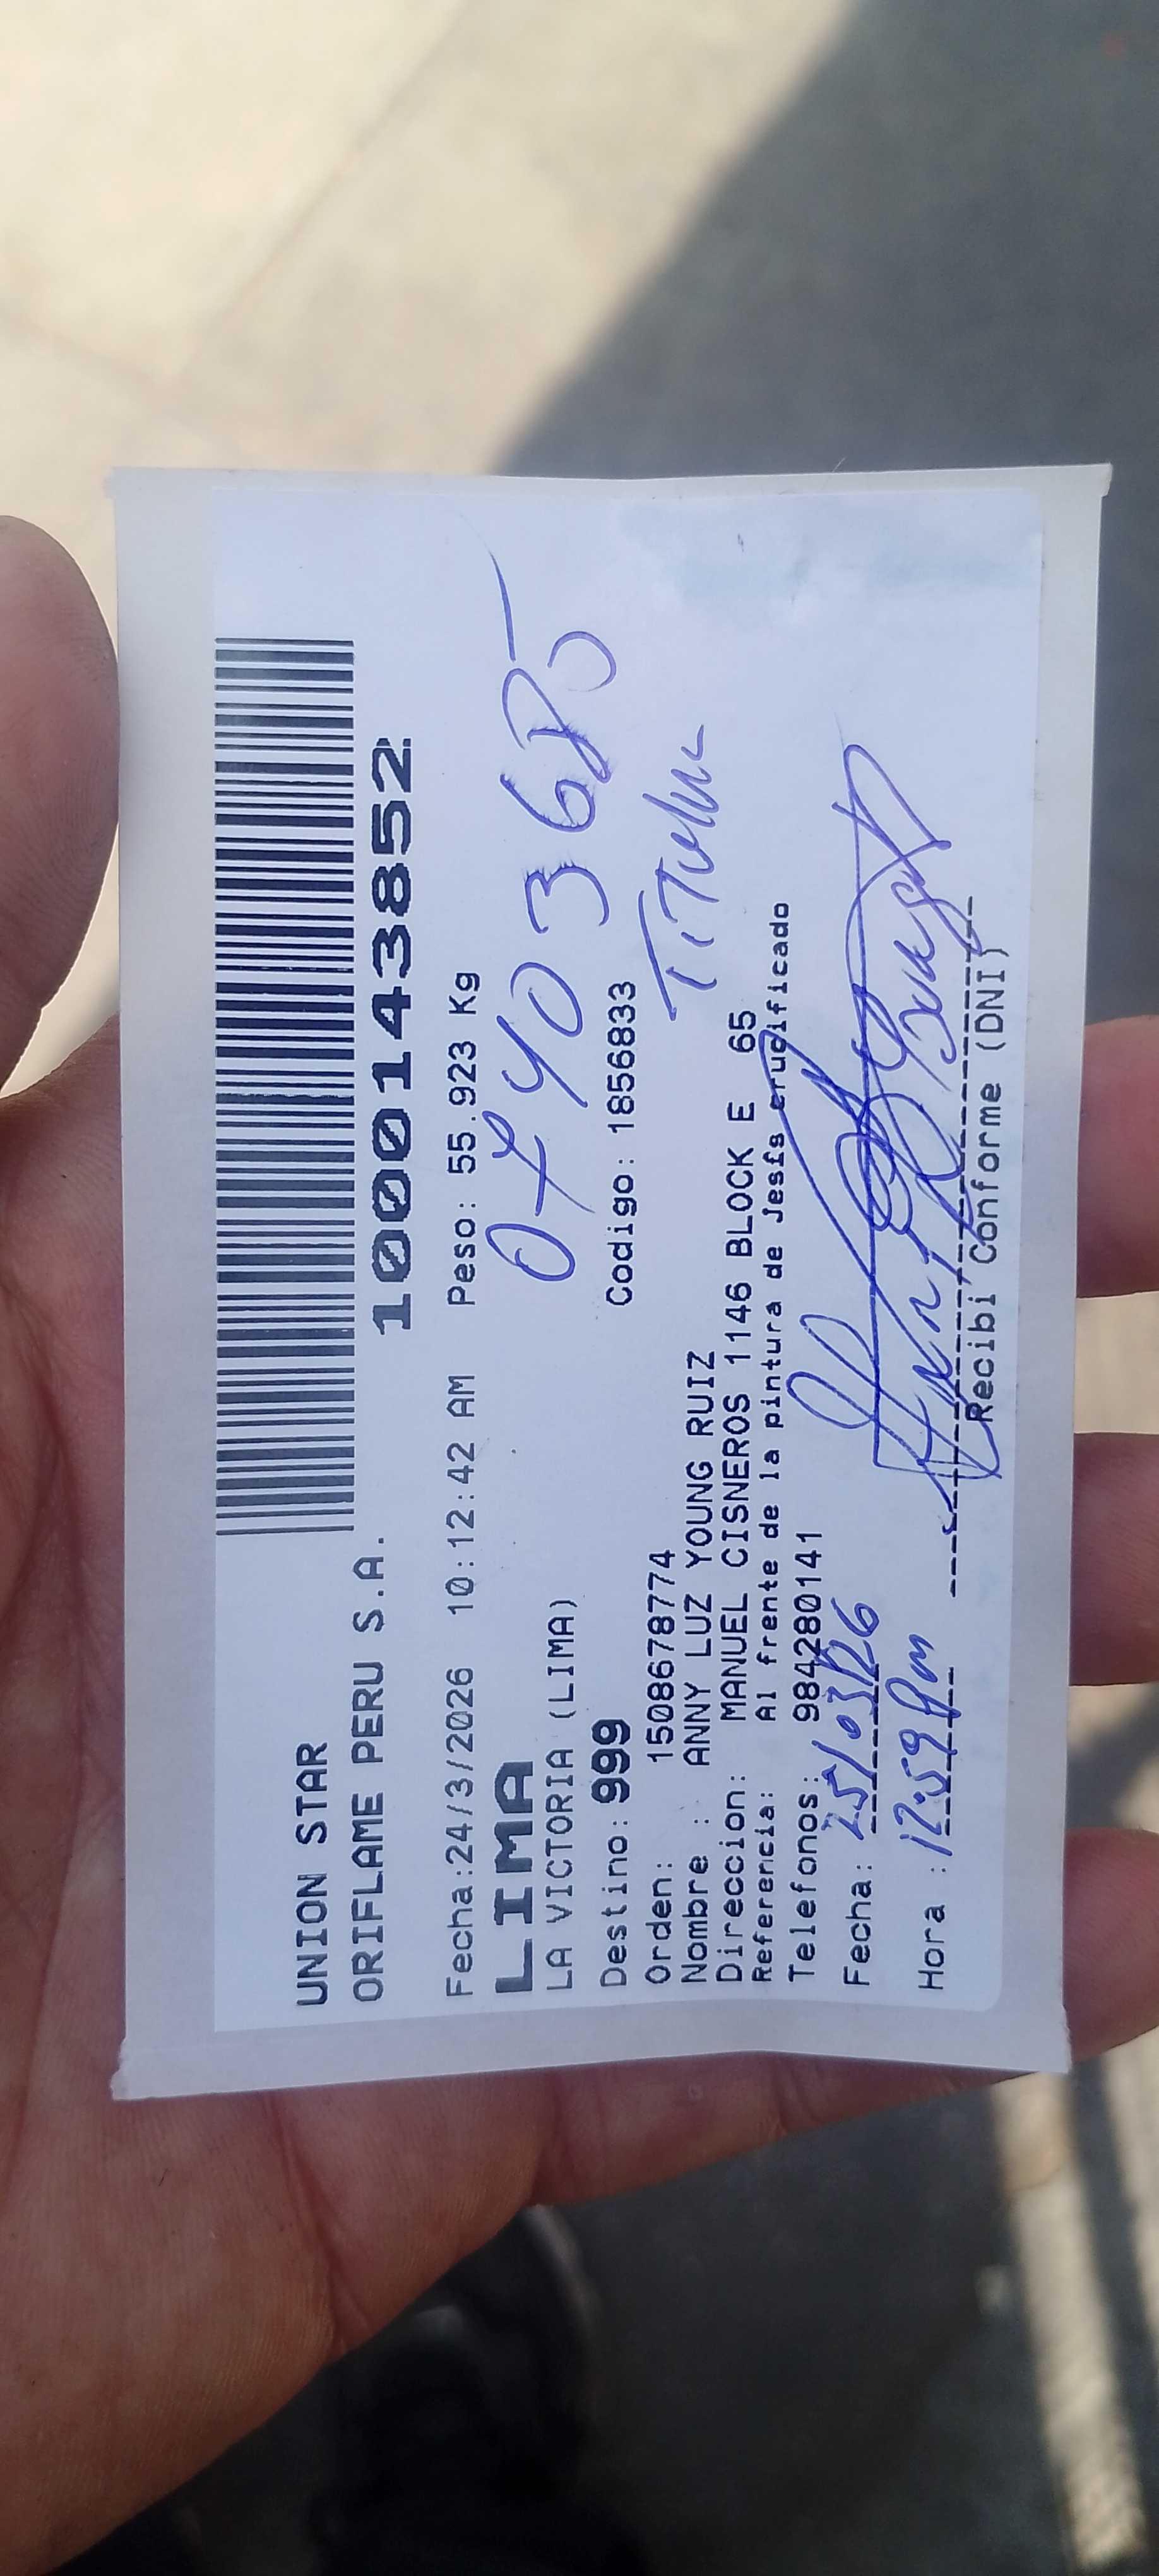 UNION STAR
ORIFLAME PERU S.A.
1000143852
Fecha:24/3/2026 10:12:42 AM Peso: 55.923 Kg
LIMA
LA VICTORIA (LIMA)
Destino: 999 Codigo: 1856833
Titular
Orden: 1508678774
Nombre : ANNY LUZ YOUNG RUIZ
Direccion: MANUEL CISNEROS 1146 BLOCK E 65
Referencia: Al frente de la pintura de Jesfs crucificado
Telefonos: 984280141
Fecha: 25/03/26
Hora : 12:59 Pm
Recibi Conforme (DNI)